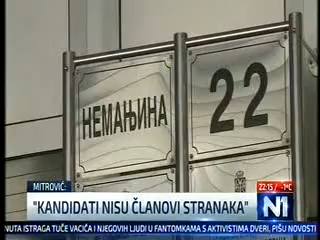 НЕМАЊИНА
22
MITROVIĆ:
"KANDIDATI NISU ČLANOVI STRANAKA"
22:15 -1°C
N1
NUTA ISTRAGA TUČE VACIĆA I NJEGOVIH LJUDI U FANTOMKAMA S AKTIVISTIMA DVERI, PIŠU NOVOSTI